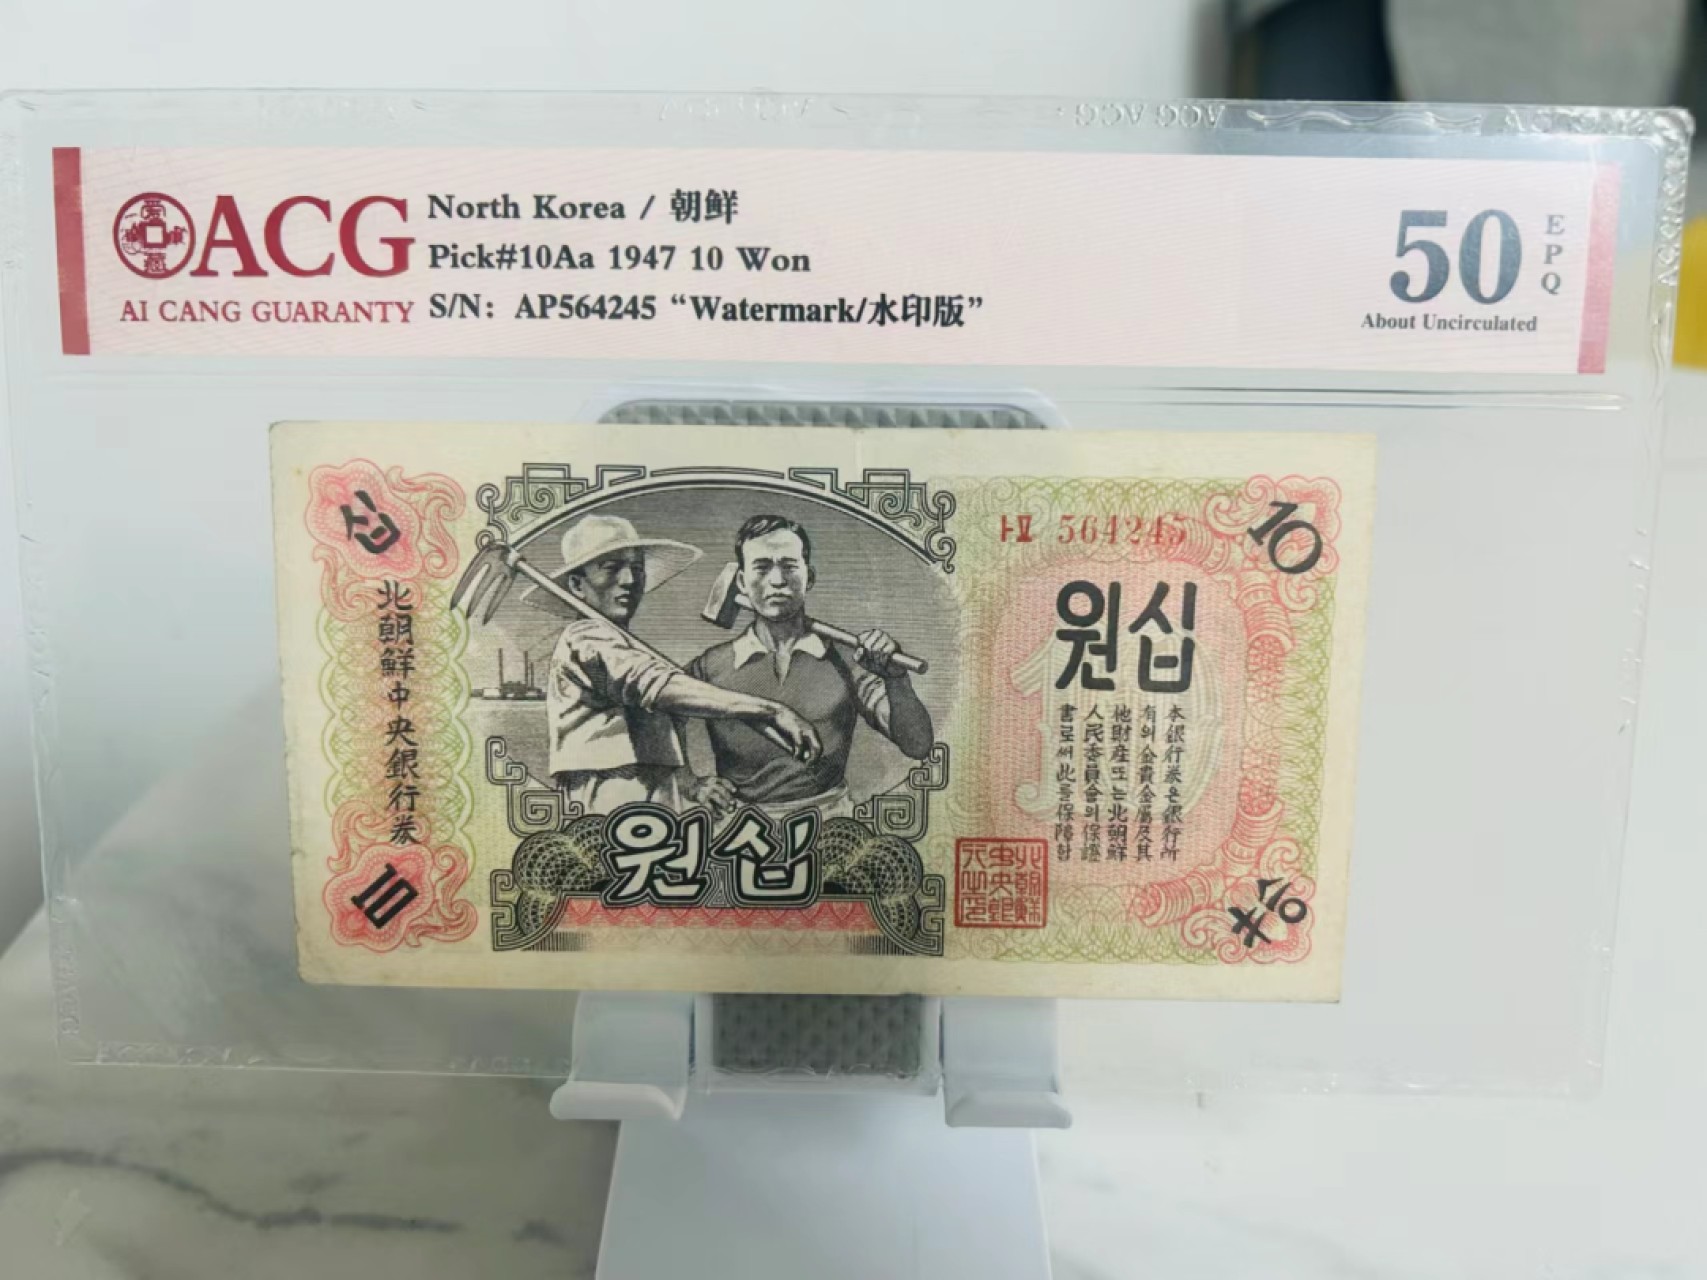 ACG
AI CANG GUARANTY
North Korea / 朝鲜
Pick#10Aa 1947 10 Won
S/N: AP564245 “Watermark/水印版”
50
EPQ
About Uncirculated
십
北朝鮮中央銀行券
원십
ㅏㅍ 564245
10
원십
本銀行券은銀行所
有의金貴金屬及其
他財産또는北朝鮮
人民委員會의保證
書로써此를保障함